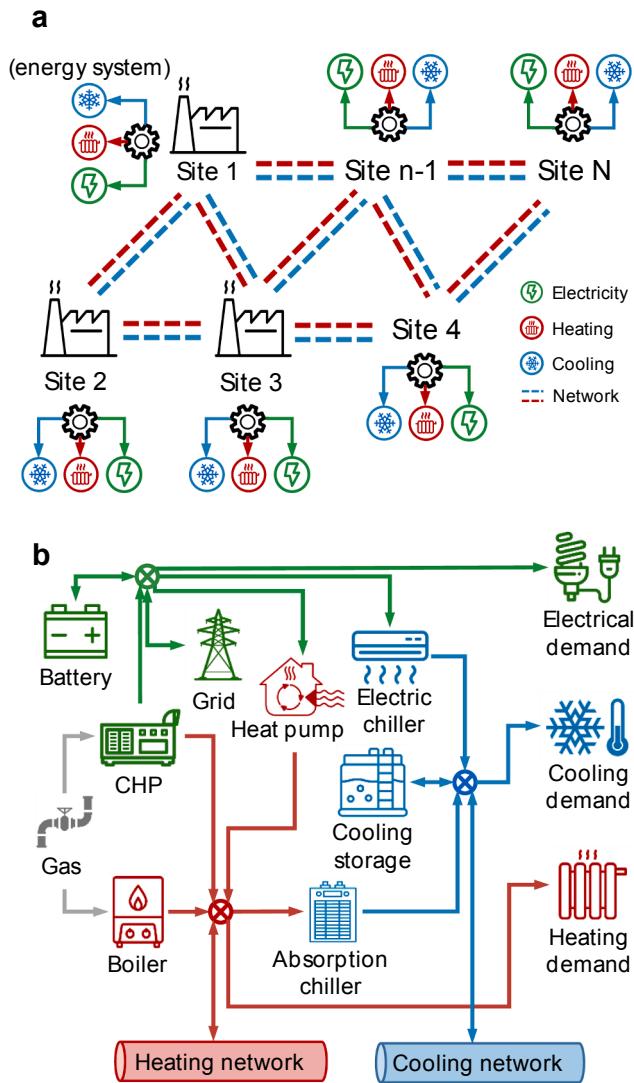 a
(energy system)
Site 1
Site n-1
Site N
Site 2
Site 3
Site 4
Electricity
Heating
Cooling
Network
b
Battery
Grid
Heat pump
Electric
chiller
Electrical
demand
CHP
Cooling
storage
Cooling
demand
Gas
Boiler
Absorption
chiller
Heating
demand
Heating network
Cooling network